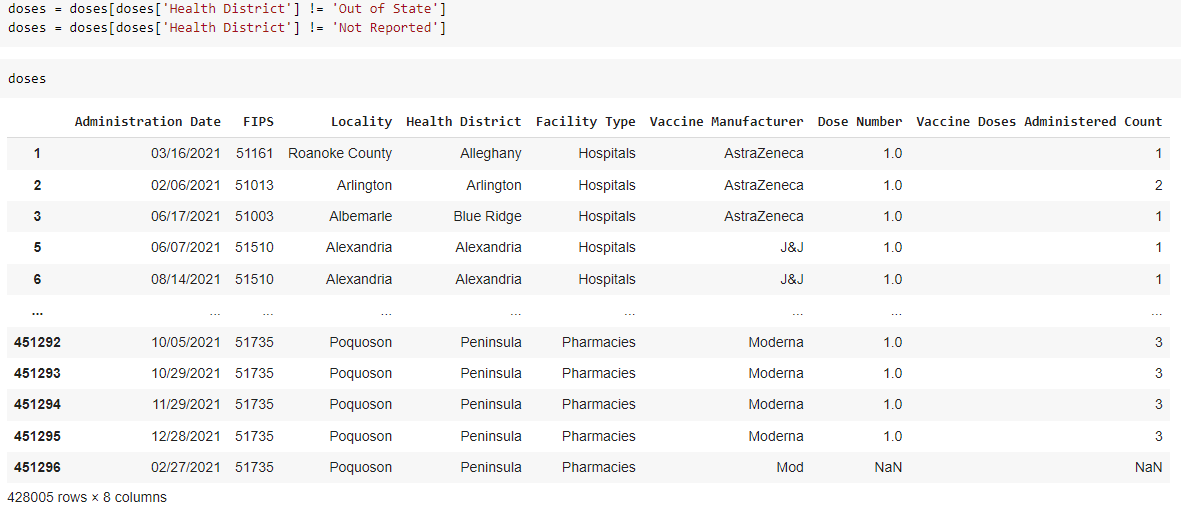 doses = doses[doses['Health District'] != 'Out of State']
doses = doses[doses['Health District'] != 'Not Reported']
doses
Administration Date FIPS Locality Health District Facility Type Vaccine Manufacturer Dose Number Vaccine Doses Administered Count
1 03/16/2021 51161 Roanoke County Alleghany Hospitals AstraZeneca 1.0 1
2 02/06/2021 51013 Arlington Arlington Hospitals AstraZeneca 1.0 2
3 06/17/2021 51003 Albemarle Blue Ridge Hospitals AstraZeneca 1.0 1
5 06/07/2021 51510 Alexandria Alexandria Hospitals J&J 1.0 1
6 08/14/2021 51510 Alexandria Alexandria Hospitals J&J 1.0 1
... ... ... ... ... ... ... ... ...
451292 10/05/2021 51735 Poquoson Peninsula Pharmacies Moderna 1.0 3
451293 10/29/2021 51735 Poquoson Peninsula Pharmacies Moderna 1.0 3
451294 11/29/2021 51735 Poquoson Peninsula Pharmacies Moderna 1.0 3
451295 12/28/2021 51735 Poquoson Peninsula Pharmacies Moderna 1.0 3
451296 02/27/2021 51735 Poquoson Peninsula Pharmacies Mod NaN NaN
428005 rows × 8 columns